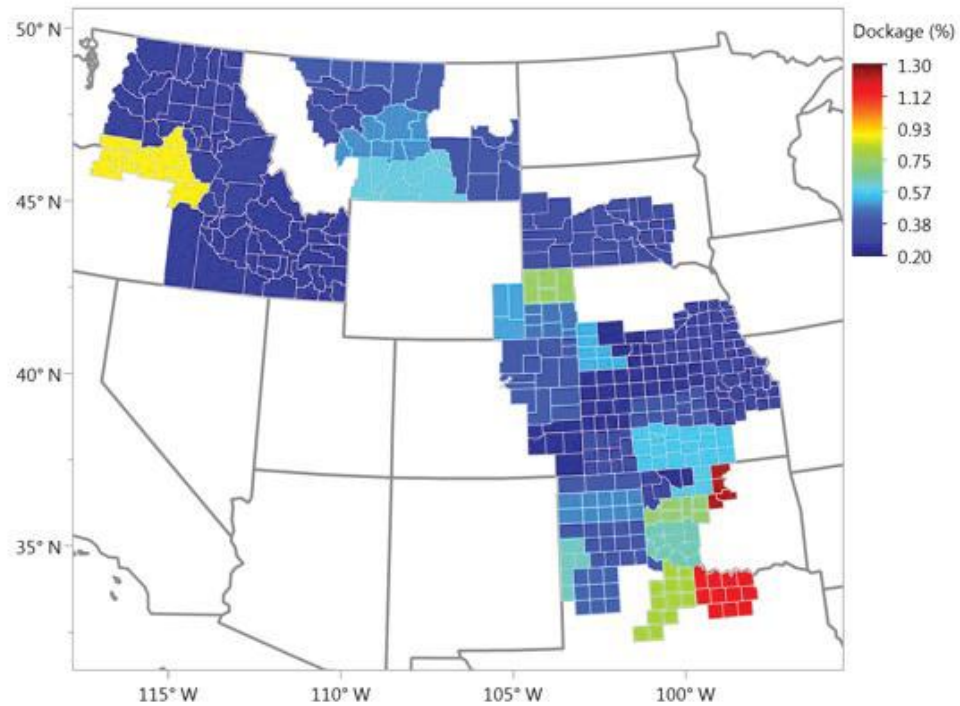 50° N
45° N
40° N
35° N
115° W
110° W
105° W
100° W
Dockage (%)
1.30
1.12
0.93
0.75
0.57
0.38
0.20